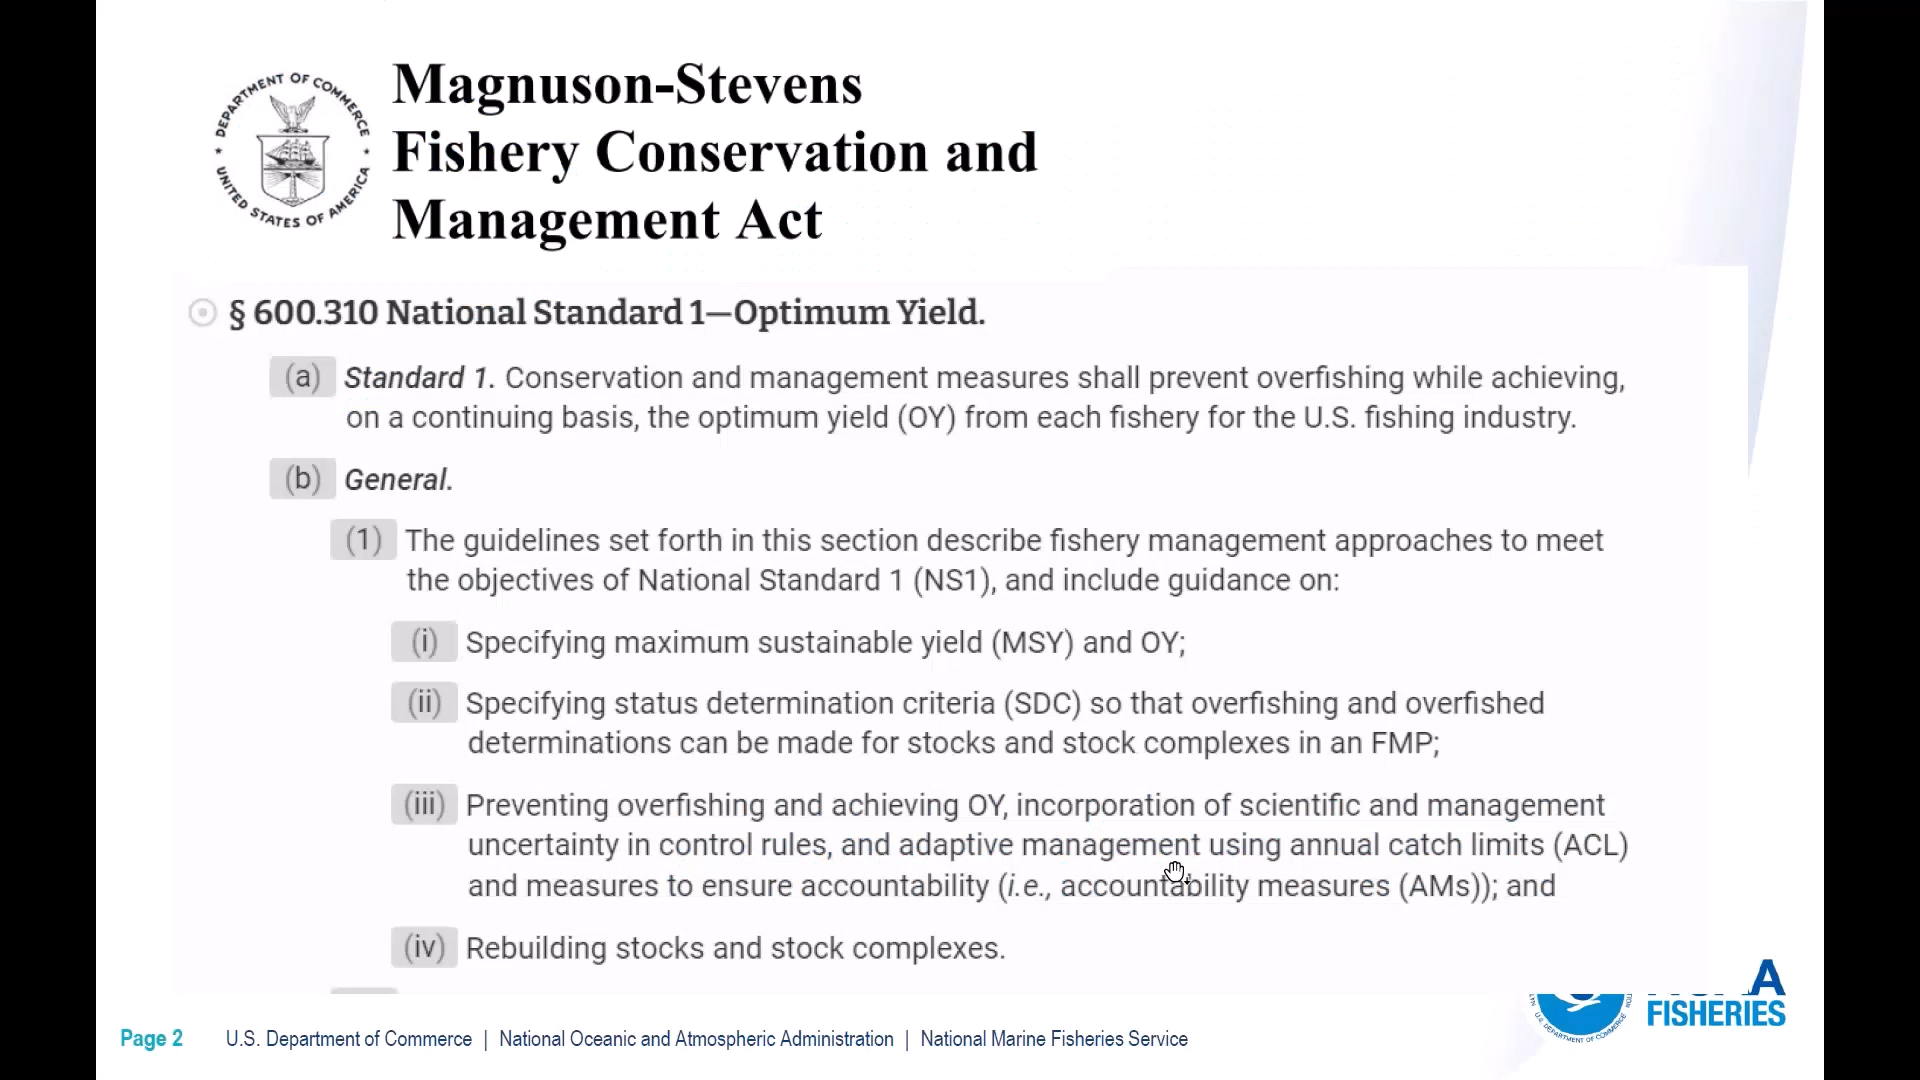 DEPARTMENT OF COMMERCE
UNITED STATES OF AMERICA
Magnuson-Stevens
Fishery Conservation and
Management Act
§ 600.310 National Standard 1—Optimum Yield.
(a) Standard 1. Conservation and management measures shall prevent overfishing while achieving,
on a continuing basis, the optimum yield (OY) from each fishery for the U.S. fishing industry.
(b) General.
(1) The guidelines set forth in this section describe fishery management approaches to meet
the objectives of National Standard 1 (NS1), and include guidance on:
(i) Specifying maximum sustainable yield (MSY) and OY;
(ii) Specifying status determination criteria (SDC) so that overfishing and overfished
determinations can be made for stocks and stock complexes in an FMP;
(iii) Preventing overfishing and achieving OY, incorporation of scientific and management
uncertainty in control rules, and adaptive management using annual catch limits (ACL)
and measures to ensure accountability (i.e., accountability measures (AMs)); and
(iv) Rebuilding stocks and stock complexes.
FISHERIES
Page 2 U.S. Department of Commerce | National Oceanic and Atmospheric Administration | National Marine Fisheries Service